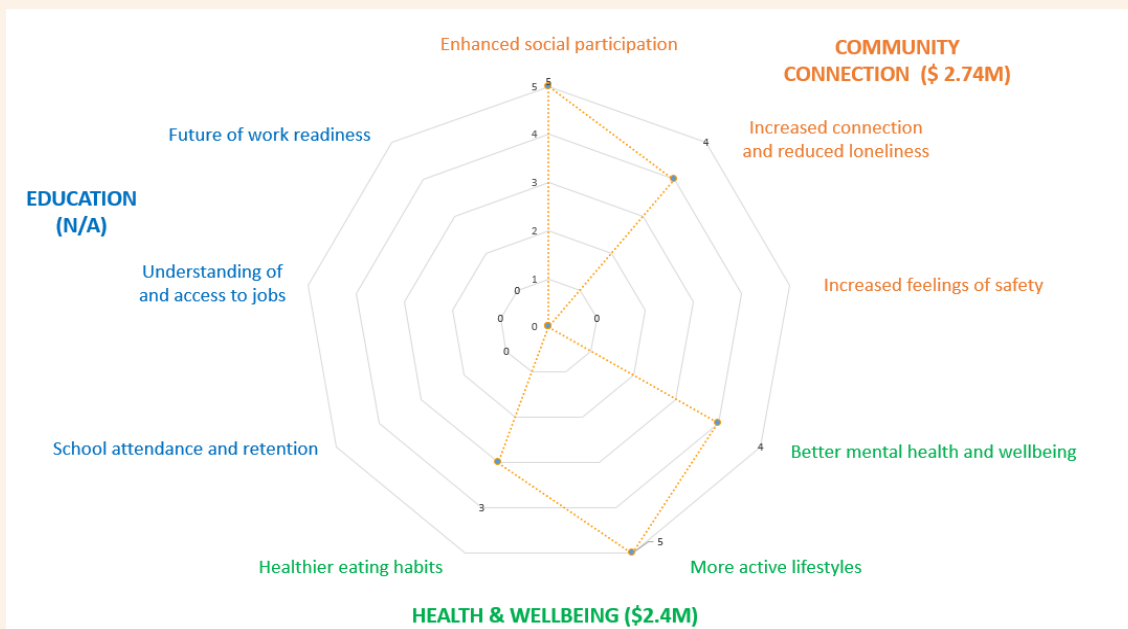 Enhanced social participation
COMMUNITY
CONNECTION ($ 2.74M)
5
5
Future of work readiness
Increased connection
and reduced loneliness
4
4
3
EDUCATION
(N/A)
2
Understanding of
and access to jobs
1
Increased feelings of safety
0
0
0
0
0
School attendance and retention
4
Better mental health and wellbeing
3
5
Healthier eating habits
More active lifestyles
HEALTH & WELLBEING ($2.4M)